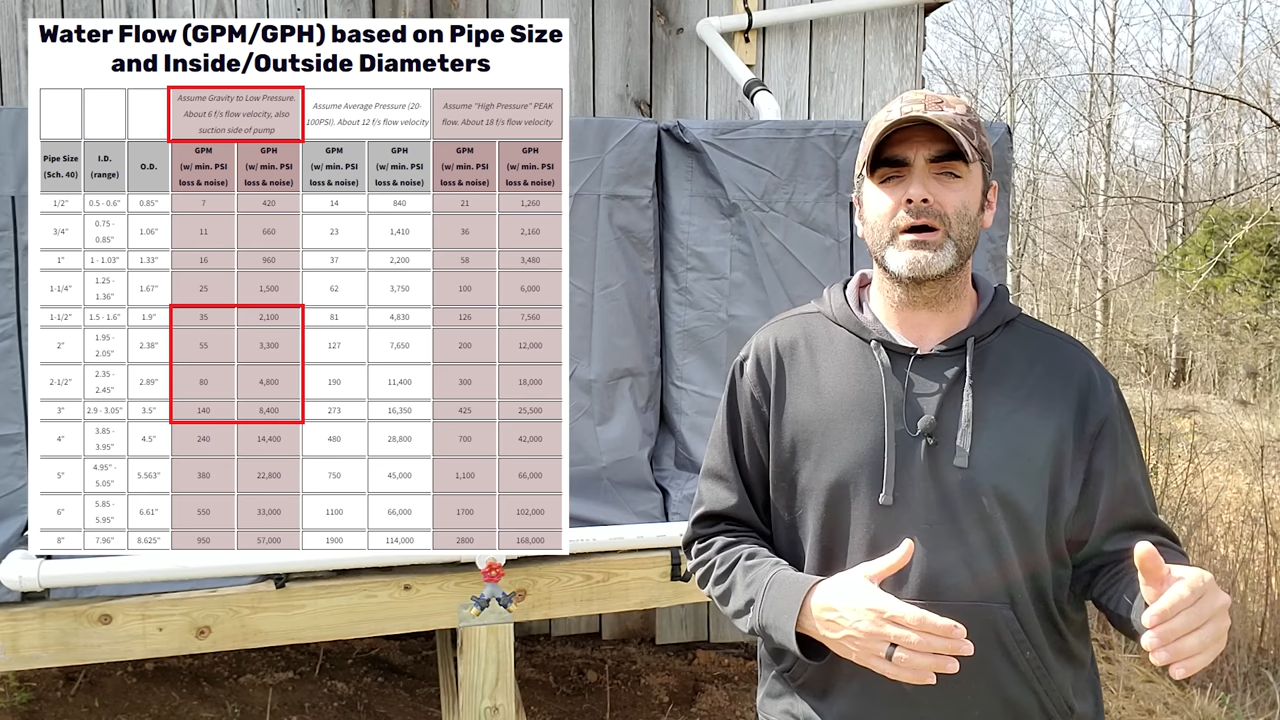 Water Flow (GPM/GPH) based on Pipe Size
and Inside/Outside Diameters
Assume Gravity to Low Pressure. About 6 f/s flow velocity, also suction side of pump
Assume Average Pressure (20-100PSI). About 12 f/s flow velocity
Assume "High Pressure" PEAK flow. About 18 f/s flow velocity
Pipe Size (Sch. 40) I.D. (range) O.D. GPM (w/ min. PSI loss & noise) GPH (w/ min. PSI loss & noise) GPM (w/ min. PSI loss & noise) GPH (w/ min. PSI loss & noise) GPM (w/ min. PSI loss & noise) GPH (w/ min. PSI loss & noise)
1/2" 0.5 - 0.6" 0.85" 7 420 14 840 21 1,260
3/4" 0.75 - 0.85" 1.06" 11 660 23 1,410 36 2,160
1" 1 - 1.03" 1.33" 16 960 37 2,200 58 3,480
1-1/4" 1.25 - 1.36" 1.67" 25 1,500 62 3,750 100 6,000
1-1/2" 1.5 - 1.6" 1.9" 35 2,100 81 4,830 126 7,560
2" 1.95 - 2.05" 2.38" 55 3,300 127 7,650 200 12,000
2-1/2" 2.35 - 2.45" 2.89" 80 4,800 190 11,400 300 18,000
3" 2.9 - 3.05" 3.5" 140 8,400 273 16,350 425 25,500
4" 3.85 - 3.95" 4.5" 240 14,400 480 28,800 700 42,000
5" 4.95" - 5.05" 5.563" 380 22,800 750 45,000 1,100 66,000
6" 5.85 - 5.95" 6.61" 550 33,000 1100 66,000 1700 102,000
8" 7.96" 8.625" 950 57,000 1900 114,000 2800 168,000